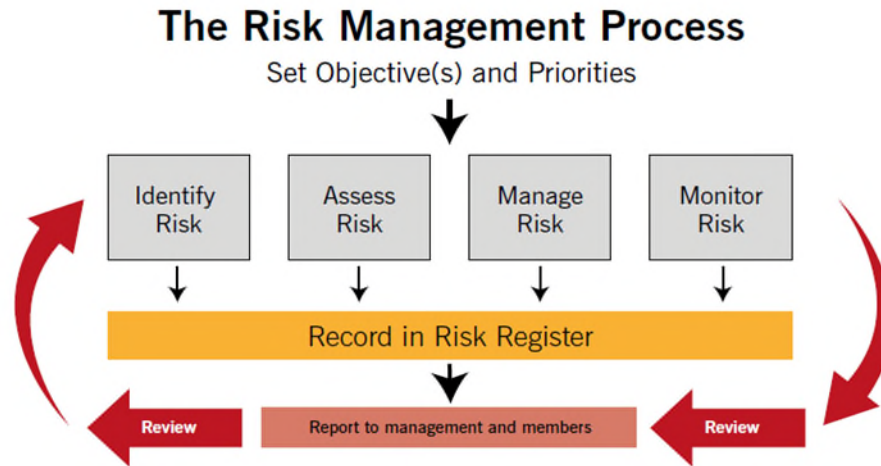 The Risk Management Process
Set Objective(s) and Priorities
Identify
Risk
Assess
Risk
Manage
Risk
Monitor
Risk
Record in Risk Register
Review
Report to management and members
Review